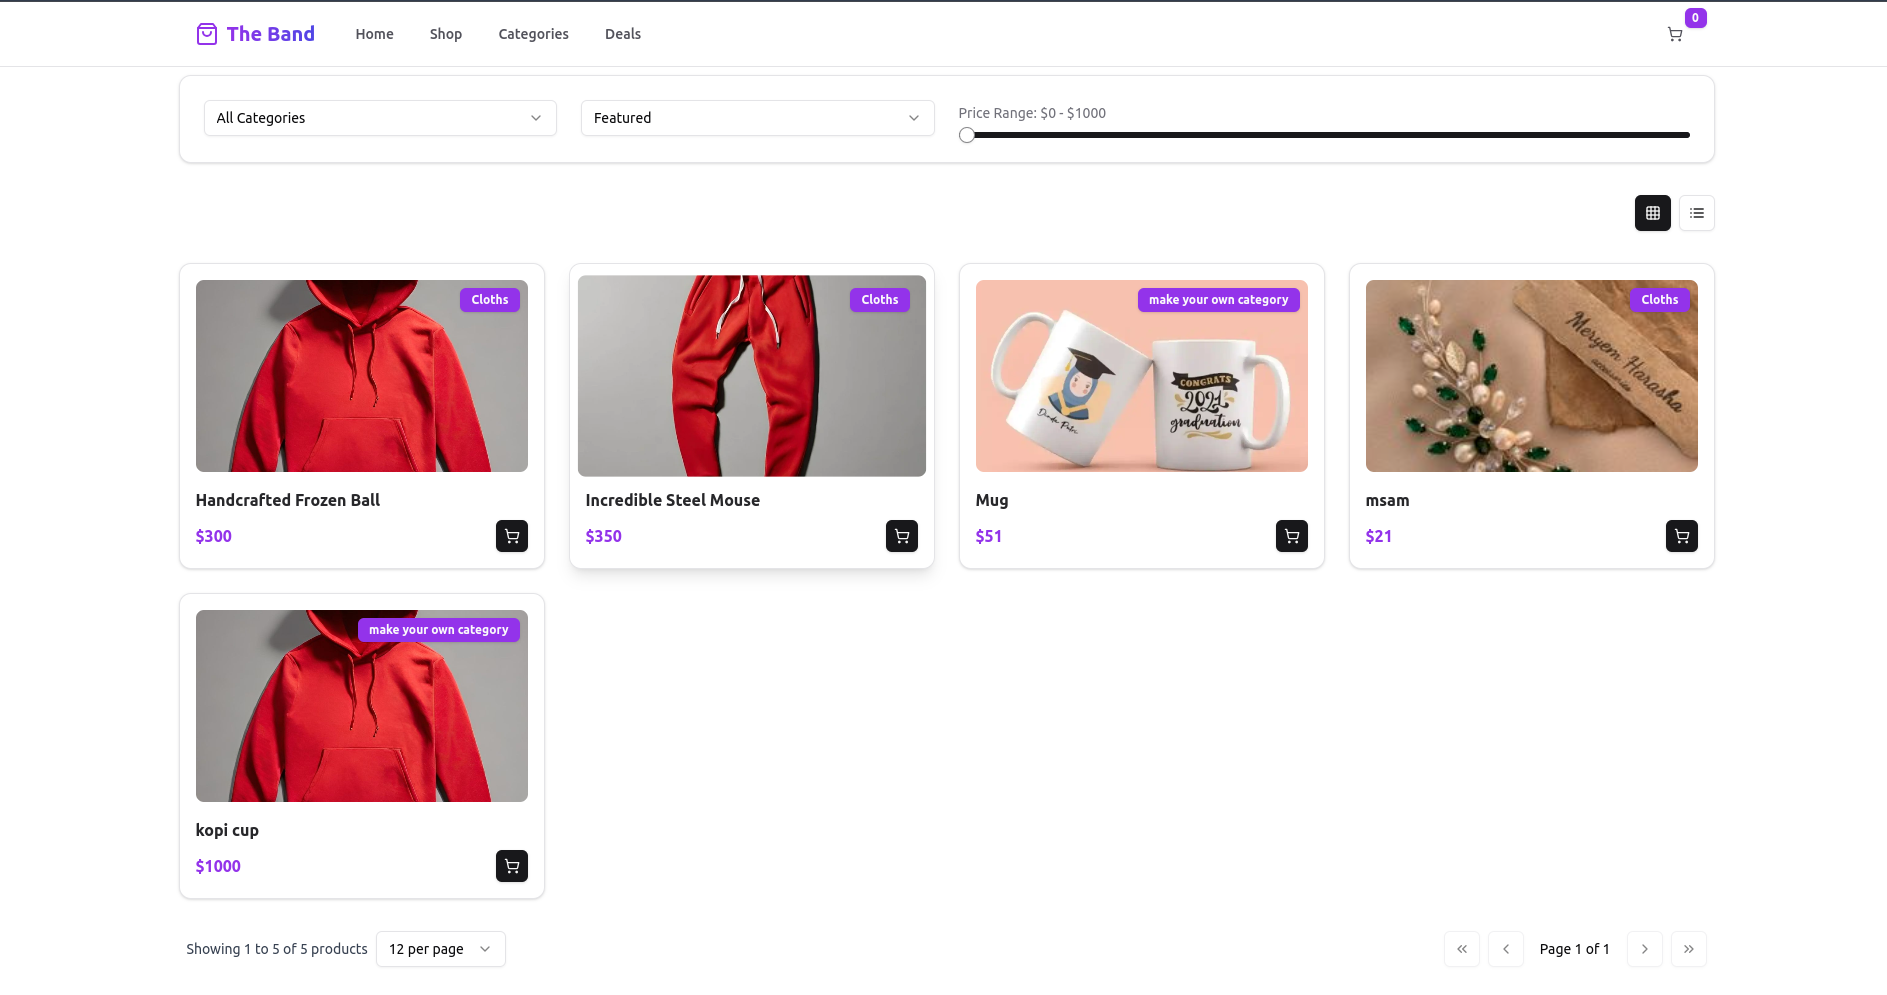 The Band
Home
Shop
Categories
Deals
0
All Categories
Featured
Price Range: $0 - $1000
Cloths
Handcrafted Frozen Ball
$300
Cloths
Incredible Steel Mouse
$350
make your own category
CONGRATS
2021
graduation
Mug
$51
Cloths
Meryem Harasha
accessories
msam
$21
make your own category
kopi cup
$1000
Showing 1 to 5 of 5 products
12 per page
Page 1 of 1